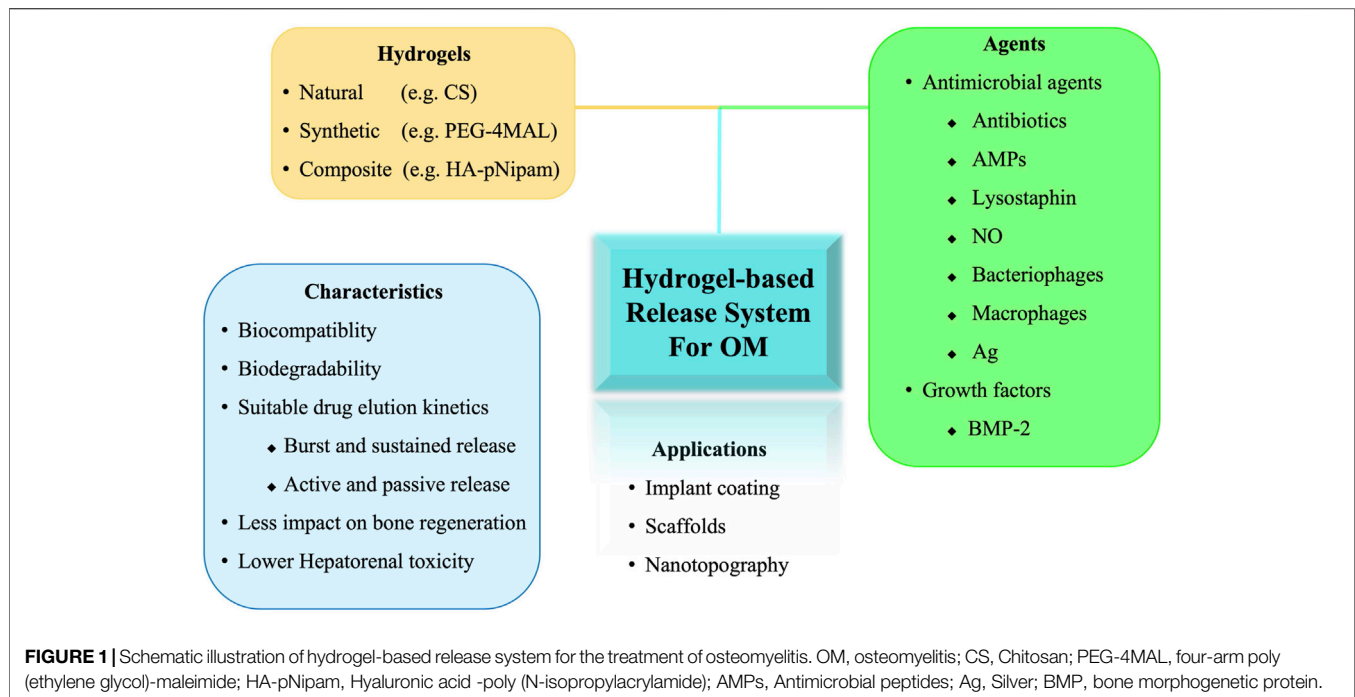 Hydrogels
• Natural (e.g. CS)
• Synthetic (e.g. PEG-4MAL)
• Composite (e.g. HA-pNipam)
Agents
• Antimicrobial agents
◆ Antibiotics
◆ AMPs
◆ Lysostaphin
◆ NO
◆ Bacteriophages
◆ Macrophages
◆ Ag
• Growth factors
◆ BMP-2
Hydrogel-based
Release System
For OM
Characteristics
• Biocompatiblity
• Biodegradability
• Suitable drug elution kinetics
◆ Burst and sustained release
◆ Active and passive release
• Less impact on bone regeneration
• Lower Hepatorenal toxicity
Applications
• Implant coating
• Scaffolds
• Nanotopography
FIGURE 1 | Schematic illustration of hydrogel-based release system for the treatment of osteomyelitis. OM, osteomyelitis; CS, Chitosan; PEG-4MAL, four-arm poly
(ethylene glycol)-maleimide; HA-pNipam, Hyaluronic acid -poly (N-isopropylacrylamide); AMPs, Antimicrobial peptides; Ag, Silver; BMP, bone morphogenetic protein.